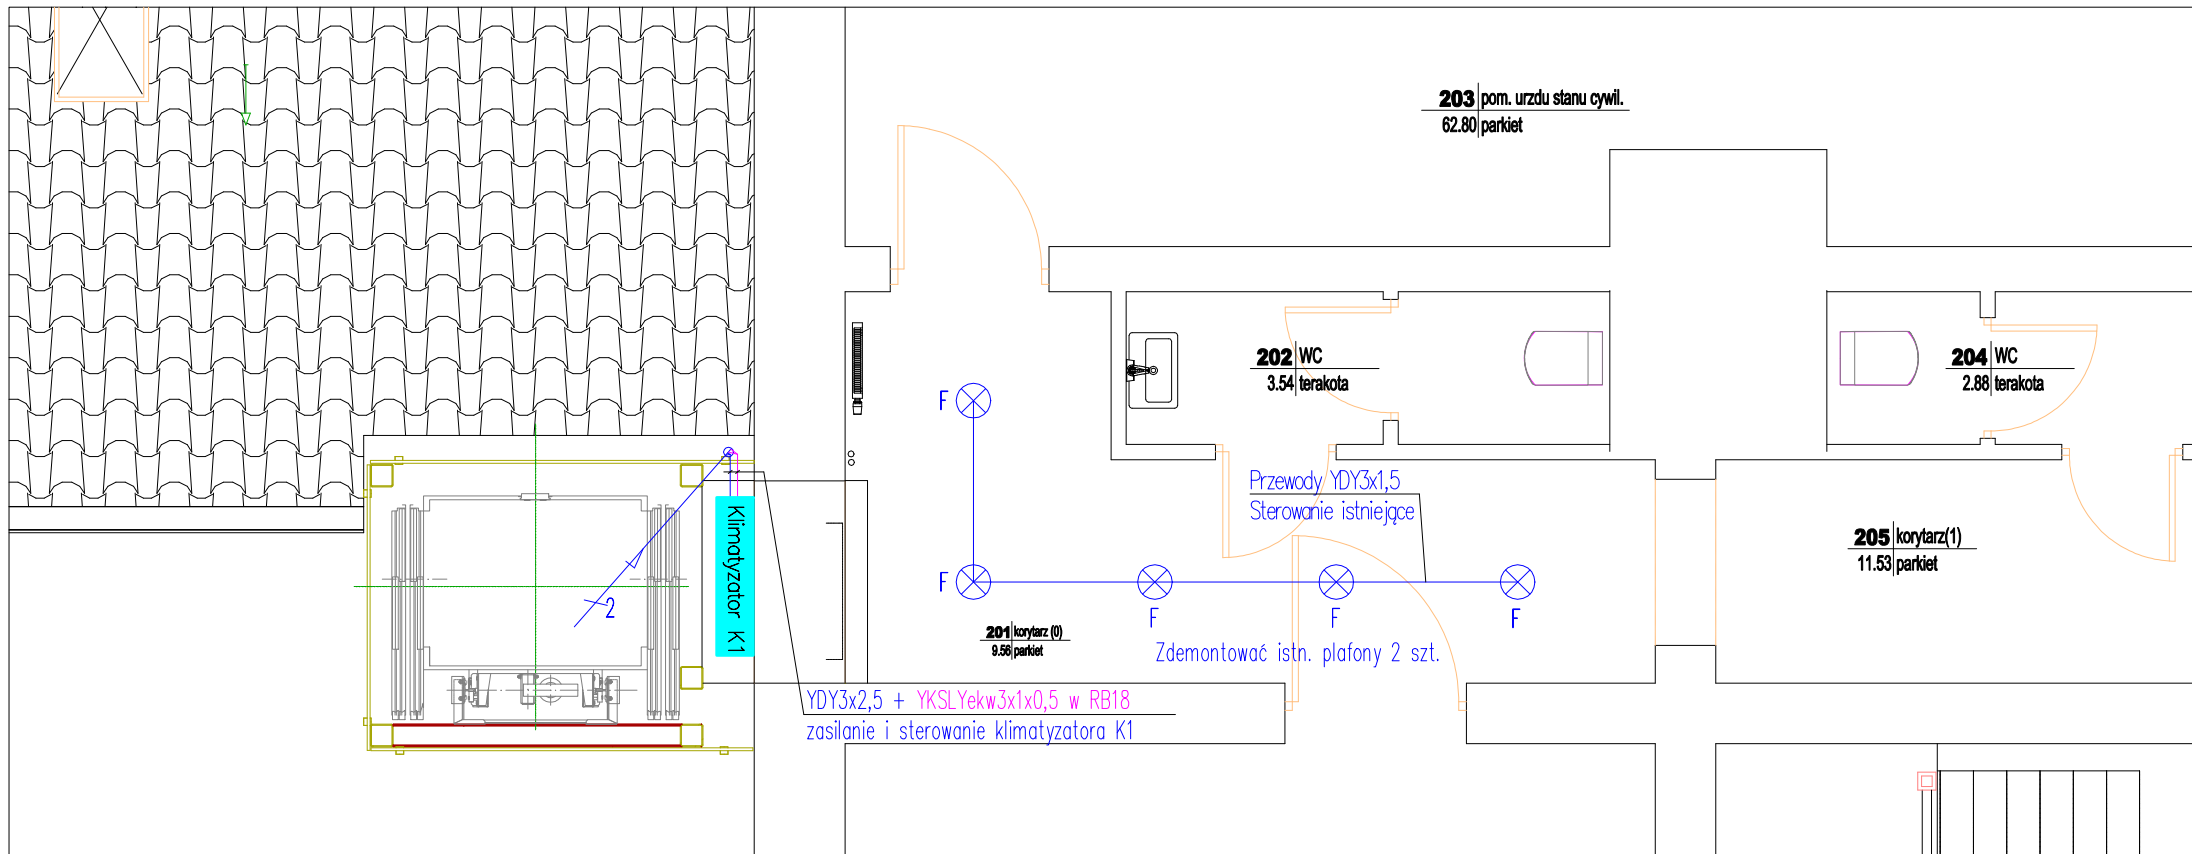 203 pom. urzdu stanu cywil.
62.80 parkiet
202 WC
3.54 terakota
204 WC
2.88 terakota
F
Przewody YDY3x1,5
Sterowanie istniejące
205 korytarz(1)
11.53 parkiet
Klimatyzator K1
2
F
F
F
F
201 korytarz (0)
9.56 parkiet
Zdemontować istn. plafony 2 szt.
YDY3x2,5 + YKSLYekw3x1x0,5 w RB18
zasilanie i sterowanie klimatyzatora K1